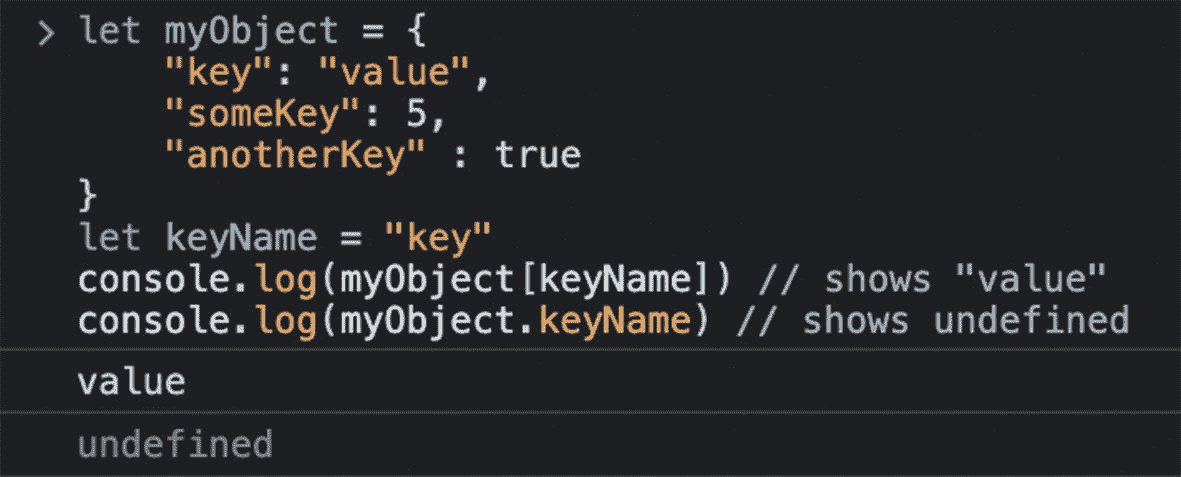 > let myObject = {
"key": "value",
"someKey": 5,
"anotherKey" : true
}
let keyName = "key"
console.log(myObject[keyName]) // shows "value"
console.log(myObject.keyName) // shows undefined
value
undefined